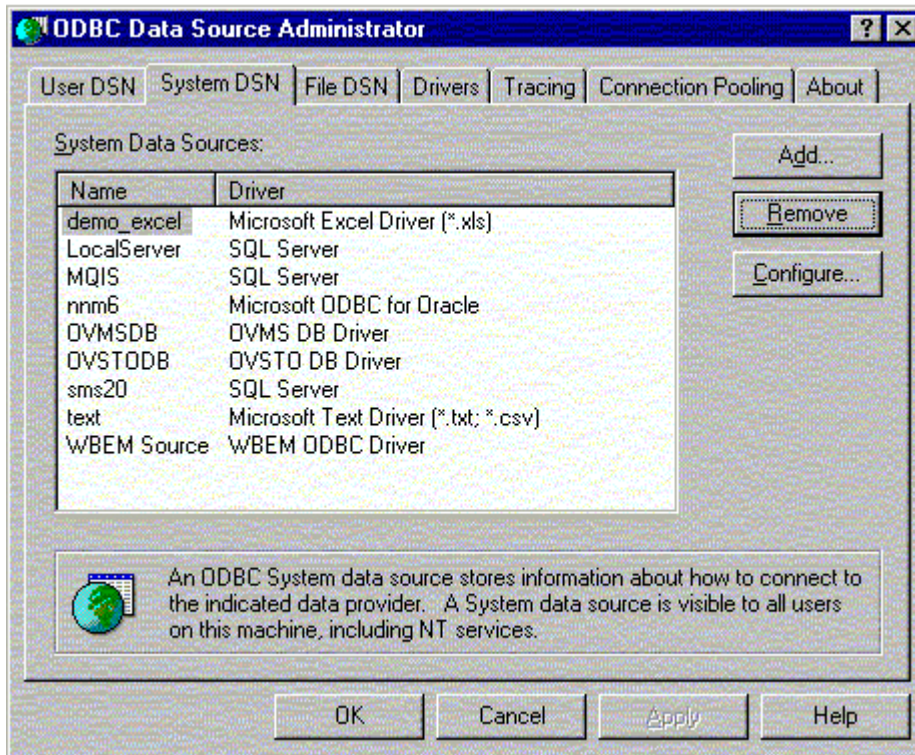 ODBC Data Source Administrator
User DSN System DSN File DSN Drivers Tracing Connection Pooling About
System Data Sources:
Name Driver
demo_excel Microsoft Excel Driver (*.xls)
LocalServer SQL Server
MQIS SQL Server
nnm6 Microsoft ODBC for Oracle
OVMSDB OVMS DB Driver
OVSTODB OVSTO DB Driver
sms20 SQL Server
text Microsoft Text Driver (*.txt; *.csv)
WBEM Source WBEM ODBC Driver
Add...
Remove
Configure...
An ODBC System data source stores information about how to connect to
the indicated data provider. A System data source is visible to all users
on this machine, including NT services.
OK Cancel Apply Help